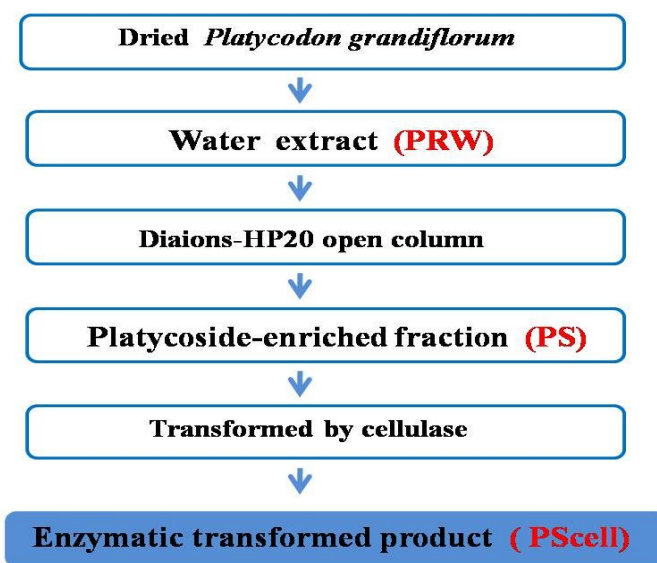 Dried Platycodon grandiflorum
Water extract (PRW)
Diaions-HP20 open column
Platycoside-enriched fraction (PS)
Transformed by cellulase
Enzymatic transformed product ( PScell)